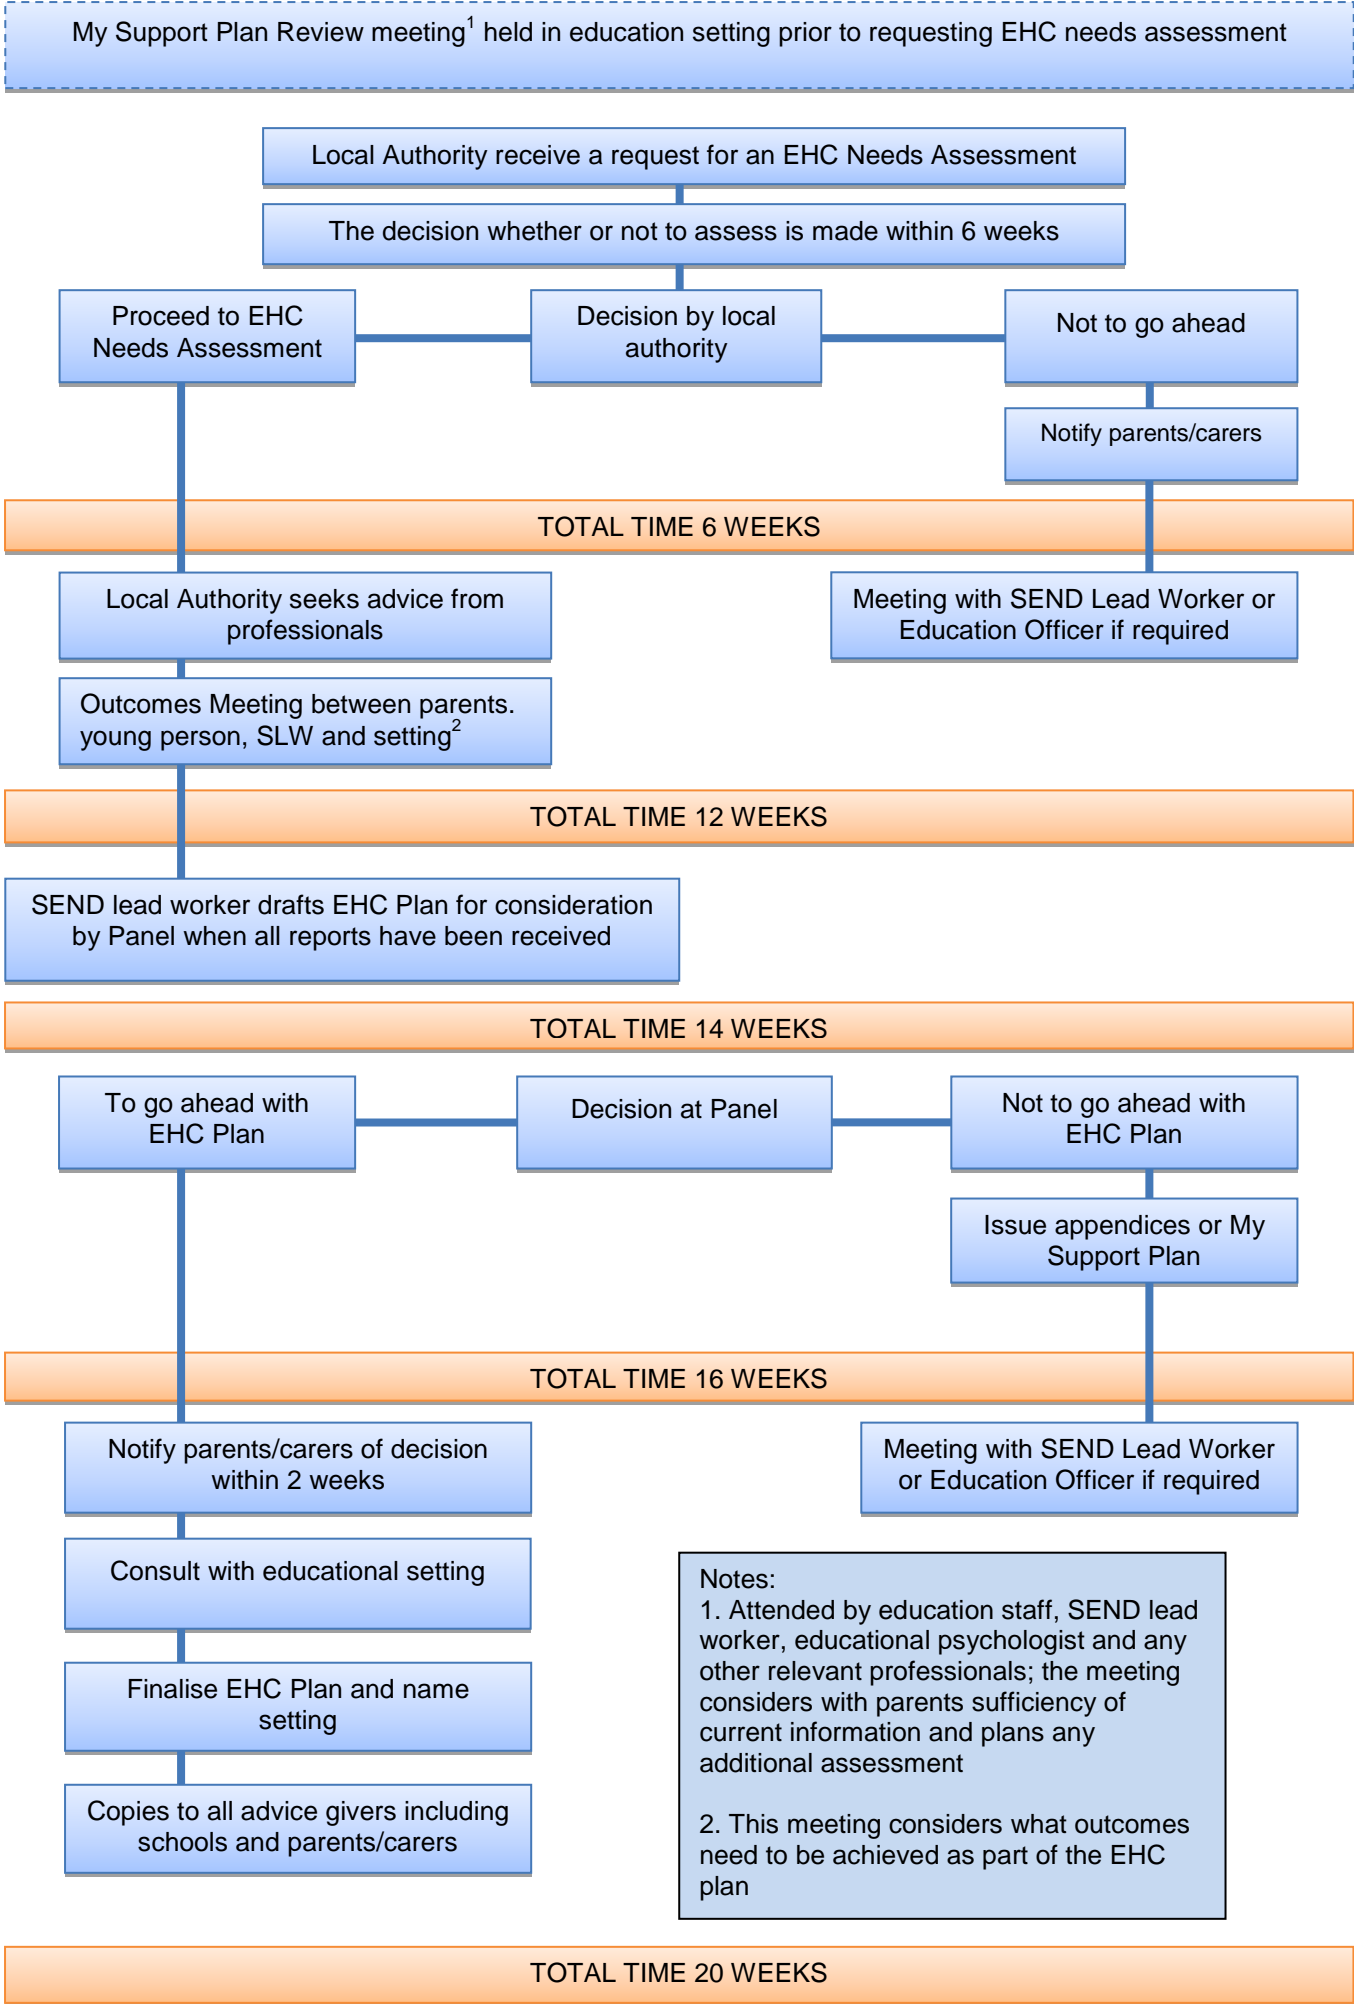 My Support Plan Review meeting1 held in education setting prior to requesting EHC needs assessment
Local Authority receive a request for an EHC Needs Assessment
The decision whether or not to assess is made within 6 weeks
Proceed to EHC
Needs Assessment
Decision by local
authority
Not to go ahead
Notify parents/carers
TOTAL TIME 6 WEEKS
Local Authority seeks advice from
professionals
Meeting with SEND Lead Worker or
Education Officer if required
Outcomes Meeting between parents.
young person, SLW and setting2
TOTAL TIME 12 WEEKS
SEND lead worker drafts EHC Plan for consideration
by Panel when all reports have been received
TOTAL TIME 14 WEEKS
To go ahead with
EHC Plan
Decision at Panel
Not to go ahead with
EHC Plan
Issue appendices or My
Support Plan
TOTAL TIME 16 WEEKS
Notify parents/carers of decision
within 2 weeks
Meeting with SEND Lead Worker
or Education Officer if required
Consult with educational setting
Finalise EHC Plan and name
setting
Copies to all advice givers including
schools and parents/carers
Notes:
1. Attended by education staff, SEND lead
worker, educational psychologist and any
other relevant professionals; the meeting
considers with parents sufficiency of
current information and plans any
additional assessment
2. This meeting considers what outcomes
need to be achieved as part of the EHC
plan
TOTAL TIME 20 WEEKS